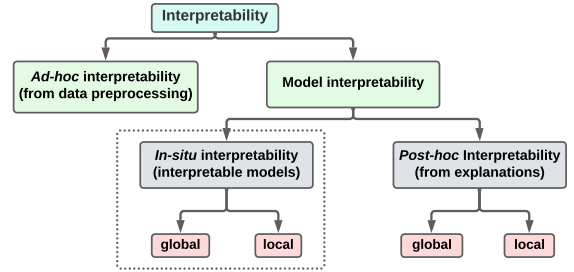 Interpretability
Ad-hoc interpretability
(from data preprocessing)
Model interpretability
In-situ interpretability
(interpretable models)
Post-hoc Interpretability
(from explanations)
global
local
global
local